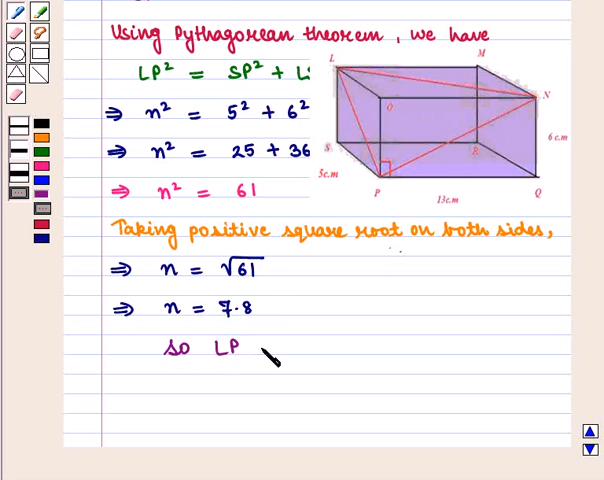 Using Pythagorean theorem, we have
LP² = SP² + LS
⇒ n² = 5² + 6²
⇒ n² = 25 + 36
⇒ n² = 61
Taking positive square root on both sides,
⇒ n = √61
⇒ n = 7.8
so LP
L
M
O
N
S
R
P
Q
5c.m
13c.m
6 c.m